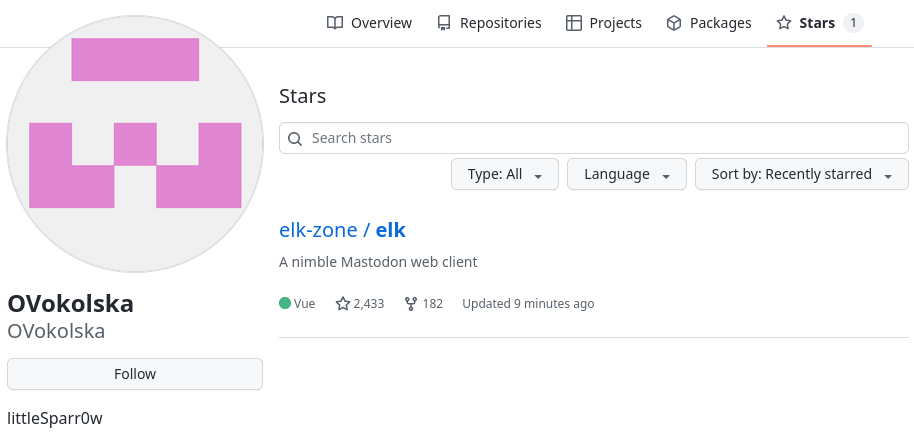 Overview Repositories Projects Packages Stars 1
Stars
Search stars
Type: All Language Sort by: Recently starred
elk-zone / elk
A nimble Mastodon web client
Vue 2,433 182 Updated 9 minutes ago
OVokolska
OVokolska
Follow
littleSparr0w